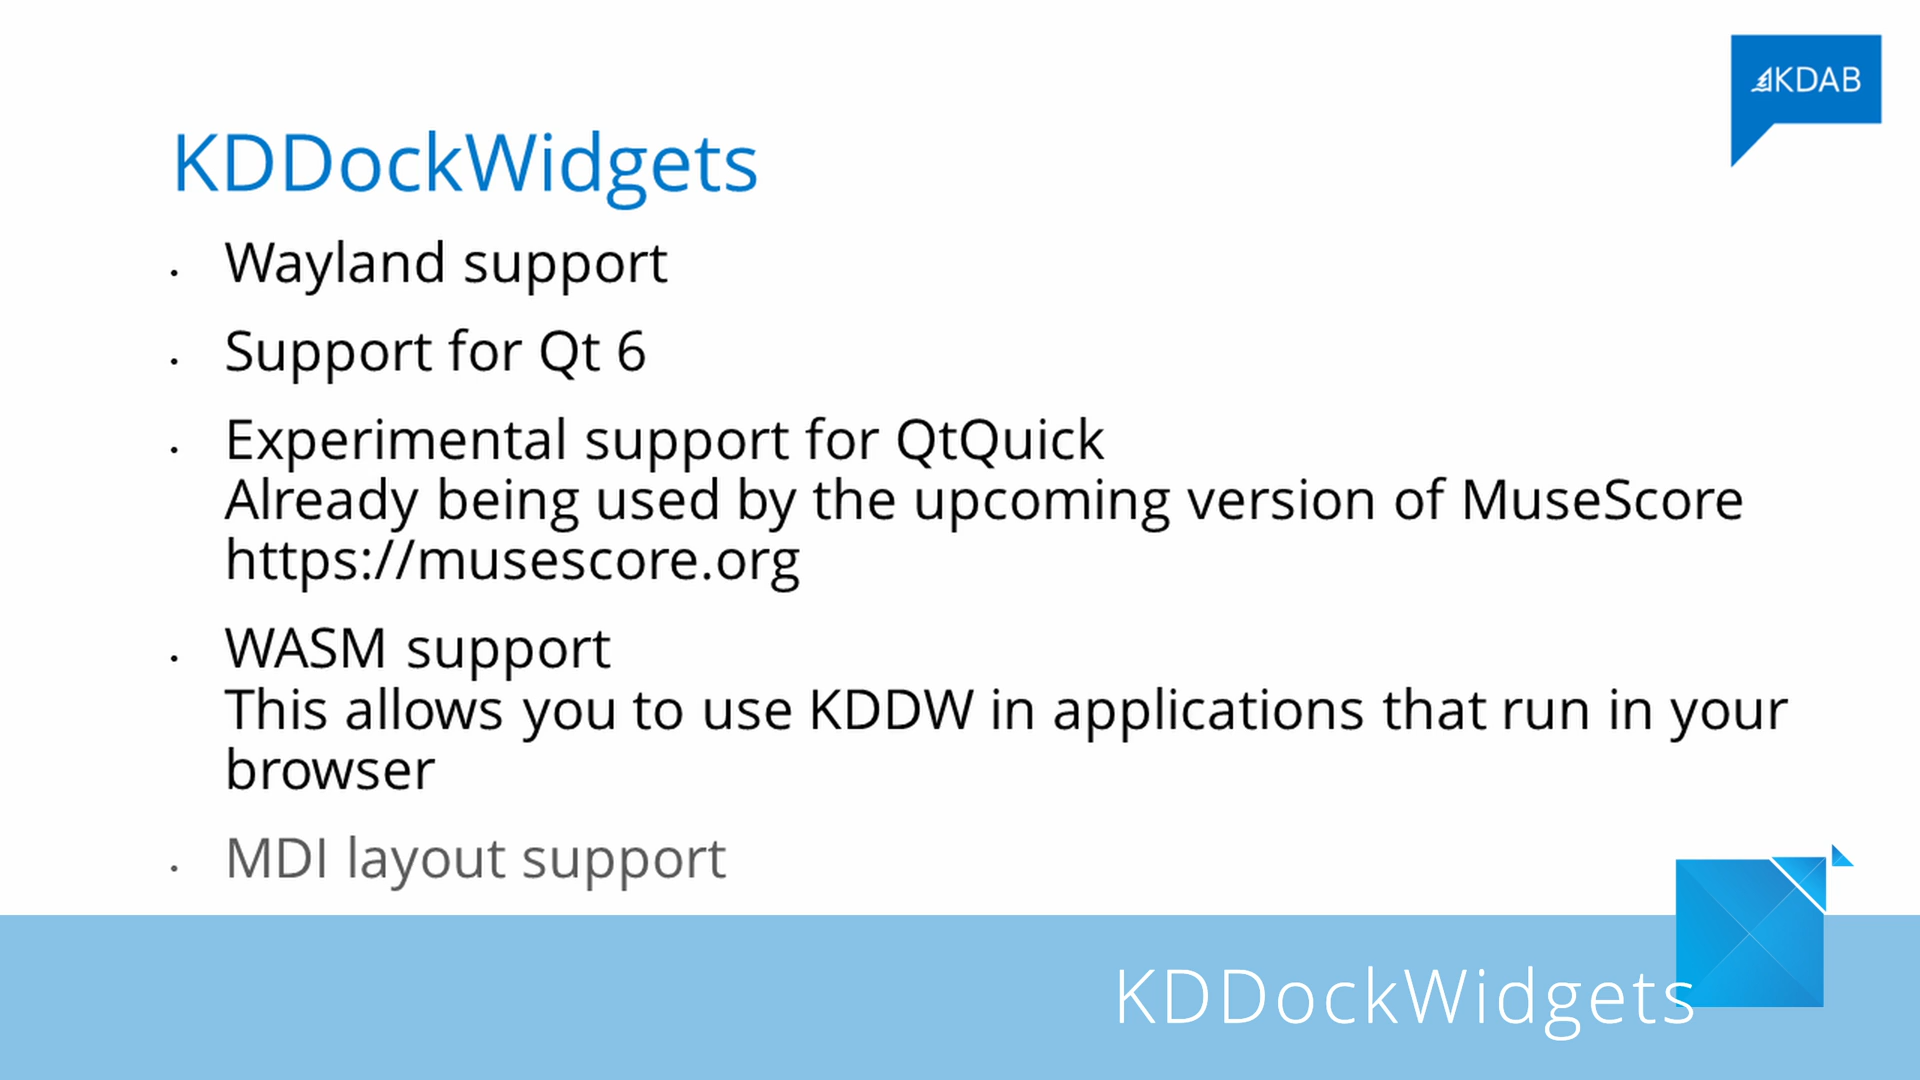 KDAB
KDDockWidgets
Wayland support
Support for Qt 6
Experimental support for QtQuick
Already being used by the upcoming version of MuseScore
https://musescore.org
WASM support
This allows you to use KDDW in applications that run in your
browser
MDI layout support
KDDockWidgets